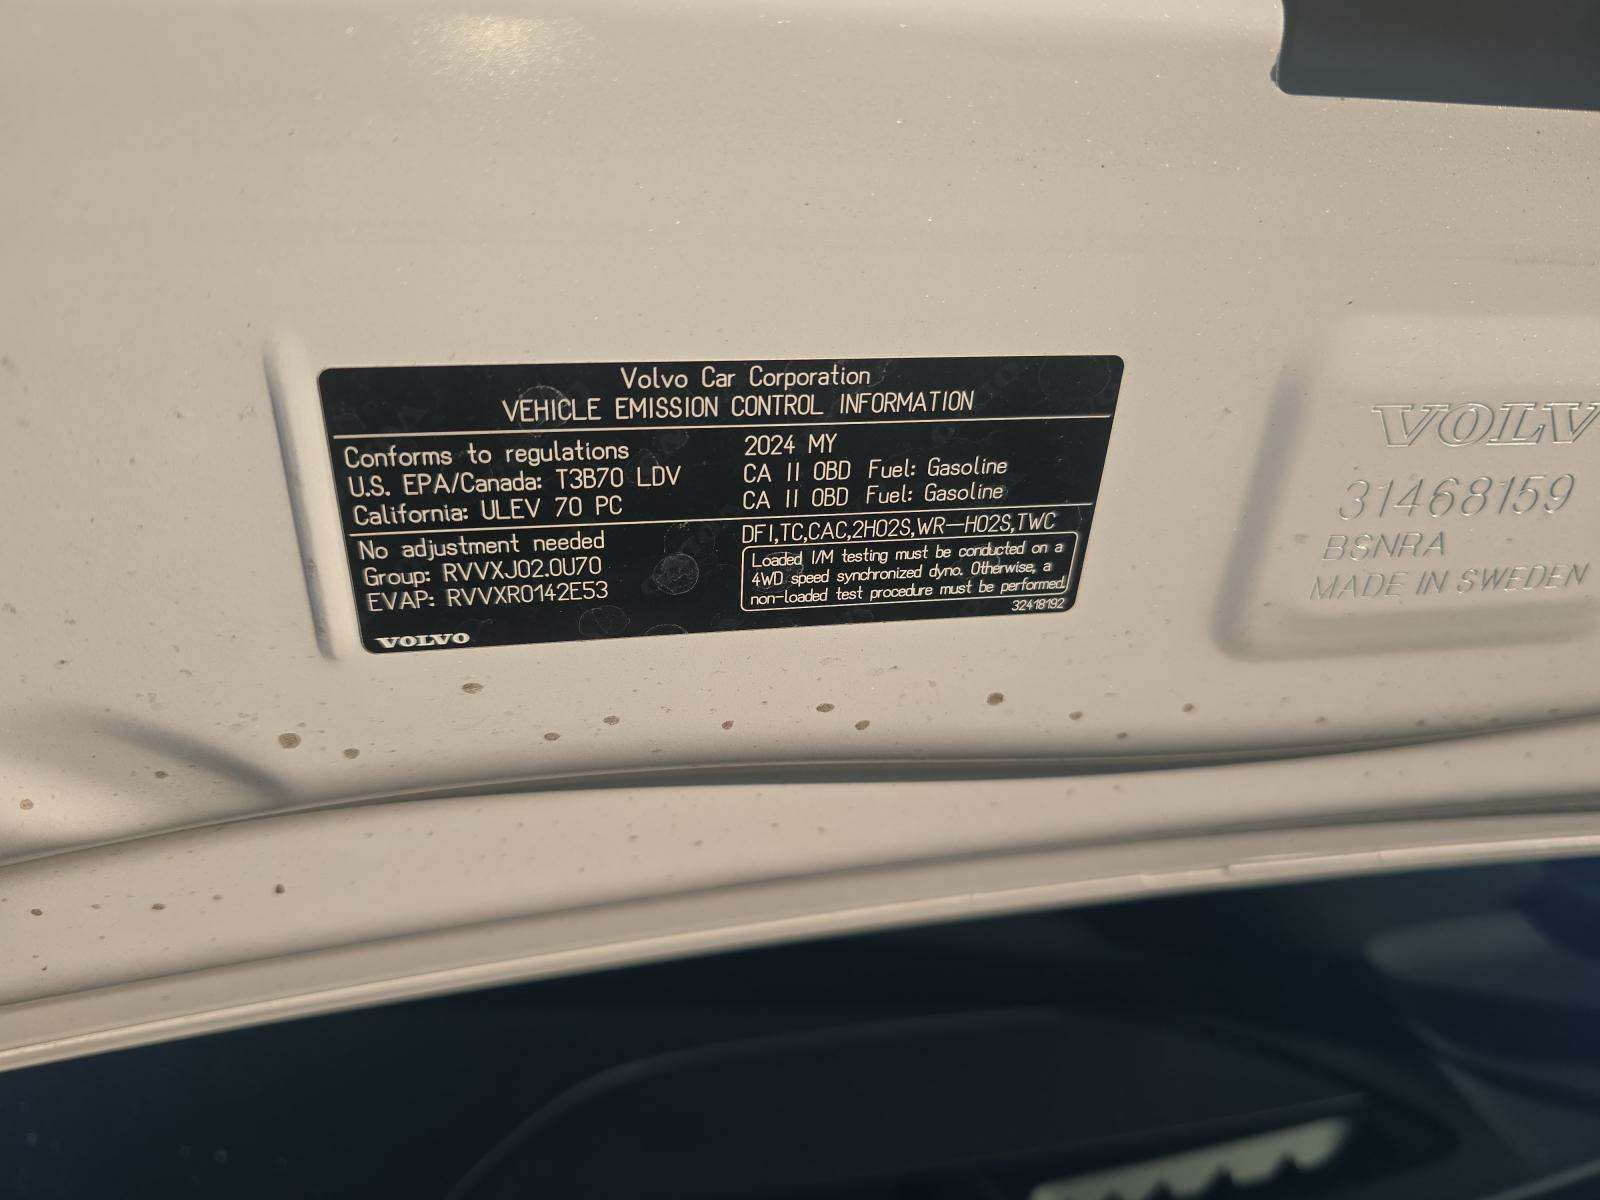 Volvo Car Corporation
VEHICLE EMISSION CONTROL INFORMATION
Conforms to regulations
U.S. EPA/Canada: T3B70 LDV
California: ULEV 70 PC
2024 MY
CA II OBD Fuel: Gasoline
CA II OBD Fuel: Gasoline
No adjustment needed
Group: RVVXJ02.0U70
EVAP: RVVXR0142E53
VOLVO
DFI,TC,CAC,2HO2S,WR-HO2S,TWC
Loaded I/M testing must be conducted on a
4WD speed synchronized dyno. Otherwise, a
non-loaded test procedure must be performed.
32418192
VOLV
31468159
BSNRA
MADE IN SWEDEN